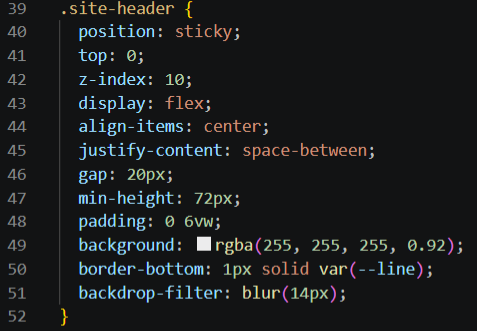 39 .site-header {
40   position: sticky;
41   top: 0;
42   z-index: 10;
43   display: flex;
44   align-items: center;
45   justify-content: space-between;
46   gap: 20px;
47   min-height: 72px;
48   padding: 0 6vw;
49   background: rgba(255, 255, 255, 0.92);
50   border-bottom: 1px solid var(--line);
51   backdrop-filter: blur(14px);
52 }